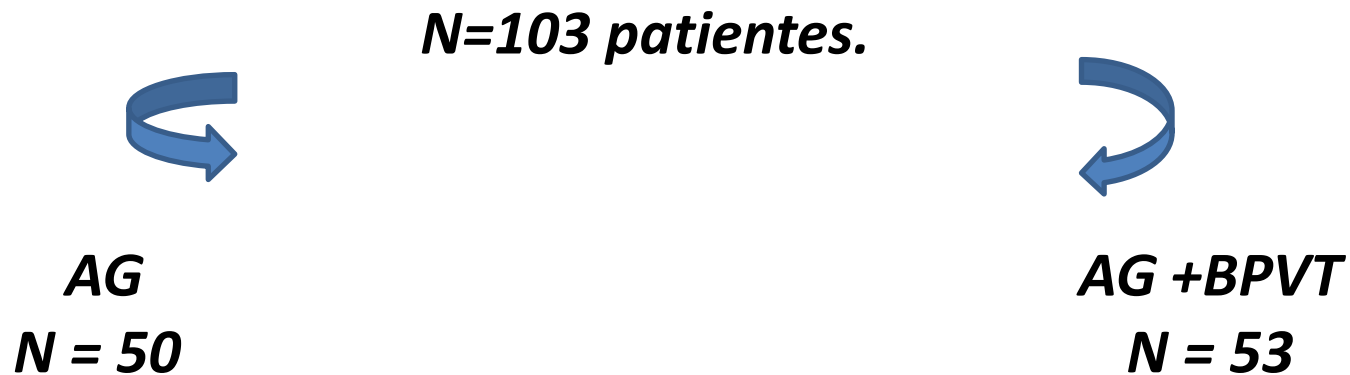 N=103 patientes.
AG
N = 50
AG +BPVT
N = 53